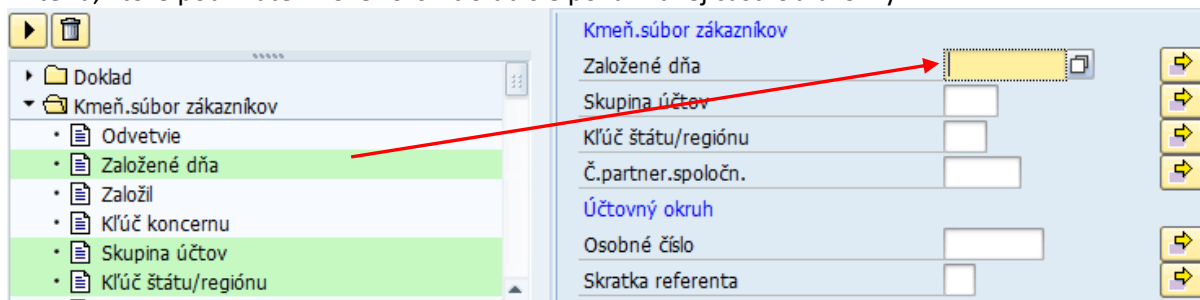 Kmeň.súbor zákazníkov
Doklad
Kmeň.súbor zákazníkov
Odvetvie
Založené dňa
Založil
Kľúč koncernu
Skupina účtov
Kľúč štátu/regiónu
Založené dňa
Skupina účtov
Kľúč štátu/regiónu
Č.partner.spoločn.
Účtovný okruh
Osobné číslo
Skratka referenta